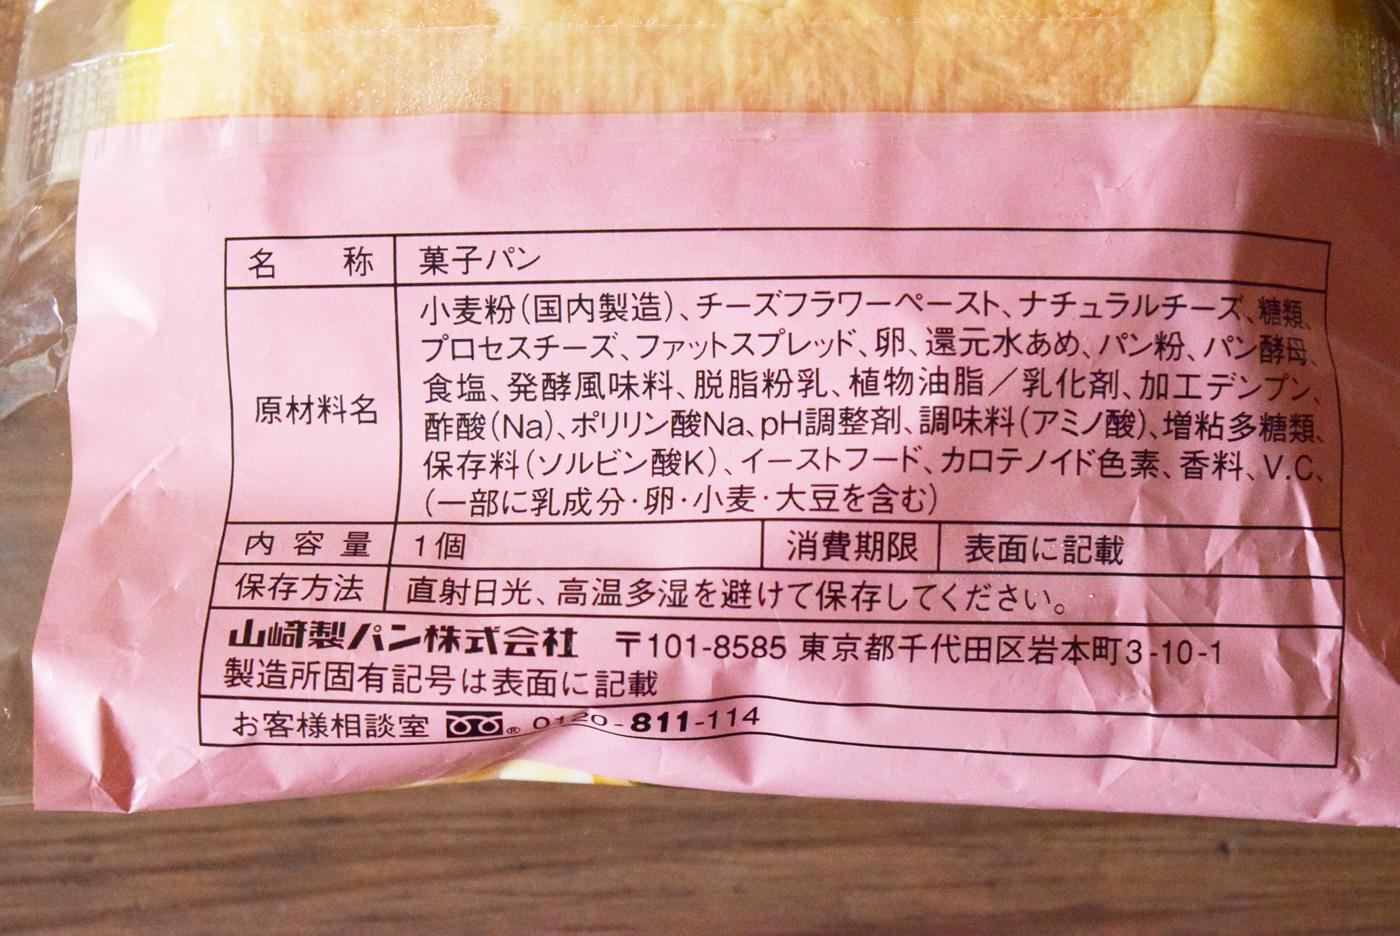 名 称 菓子パン
原材料名
小麦粉(国内製造)、チーズフラワーペースト、ナチュラルチーズ、糖類、
プロセスチーズ、ファットスプレッド、卵、還元水あめ、パン粉、パン酵母、
食塩、発酵風味料、脱脂粉乳、植物油脂/乳化剤、加工デンプン、
酢酸(Na)、ポリリン酸Na、pH調整剤、調味料(アミノ酸)、増粘多糖類、
保存料(ソルビン酸K)、イーストフード、カロテノイド色素、香料、V.C、
(一部に乳成分・卵・小麦・大豆を含む)
内容量 1個 消費期限 表面に記載
保存方法 直射日光、高温多湿を避けて保存してください。
山崎製パン株式会社 〒101-8585 東京都千代田区岩本町3-10-1
製造所固有記号は表面に記載
お客様相談室 ® 0120-811-114